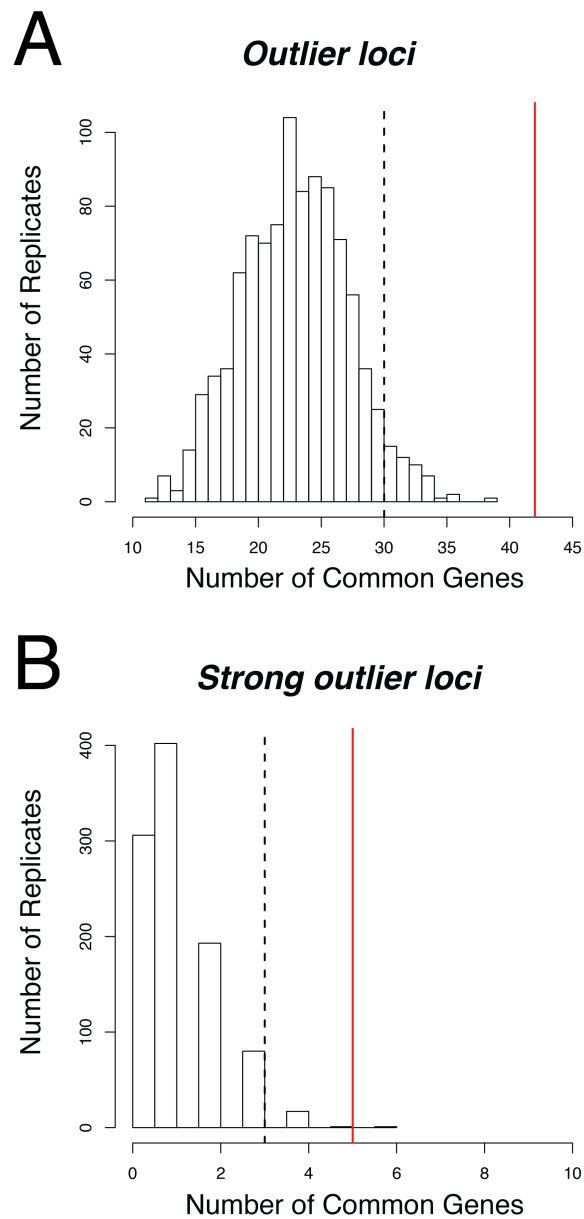 A
Outlier loci
Number of Replicates
100
80
60
40
20
0
10 15 20 25 30 35 40 45
Number of Common Genes
B
Strong outlier loci
Number of Replicates
400
300
200
100
0
0 2 4 6 8 10
Number of Common Genes